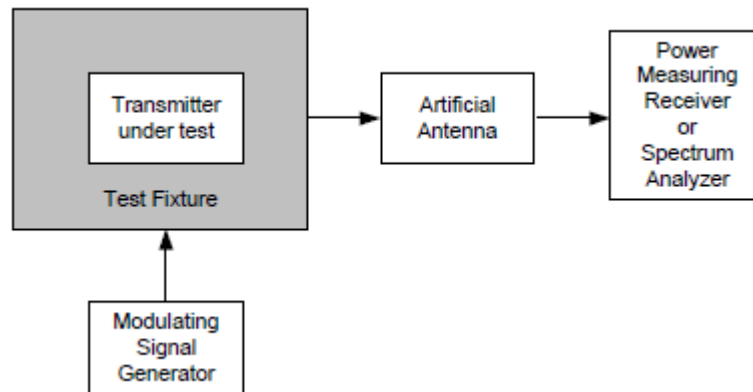 Transmitter
under test
Test Fixture
Artificial
Antenna
Power
Measuring
Receiver
or
Spectrum
Analyzer
Modulating
Signal
Generator